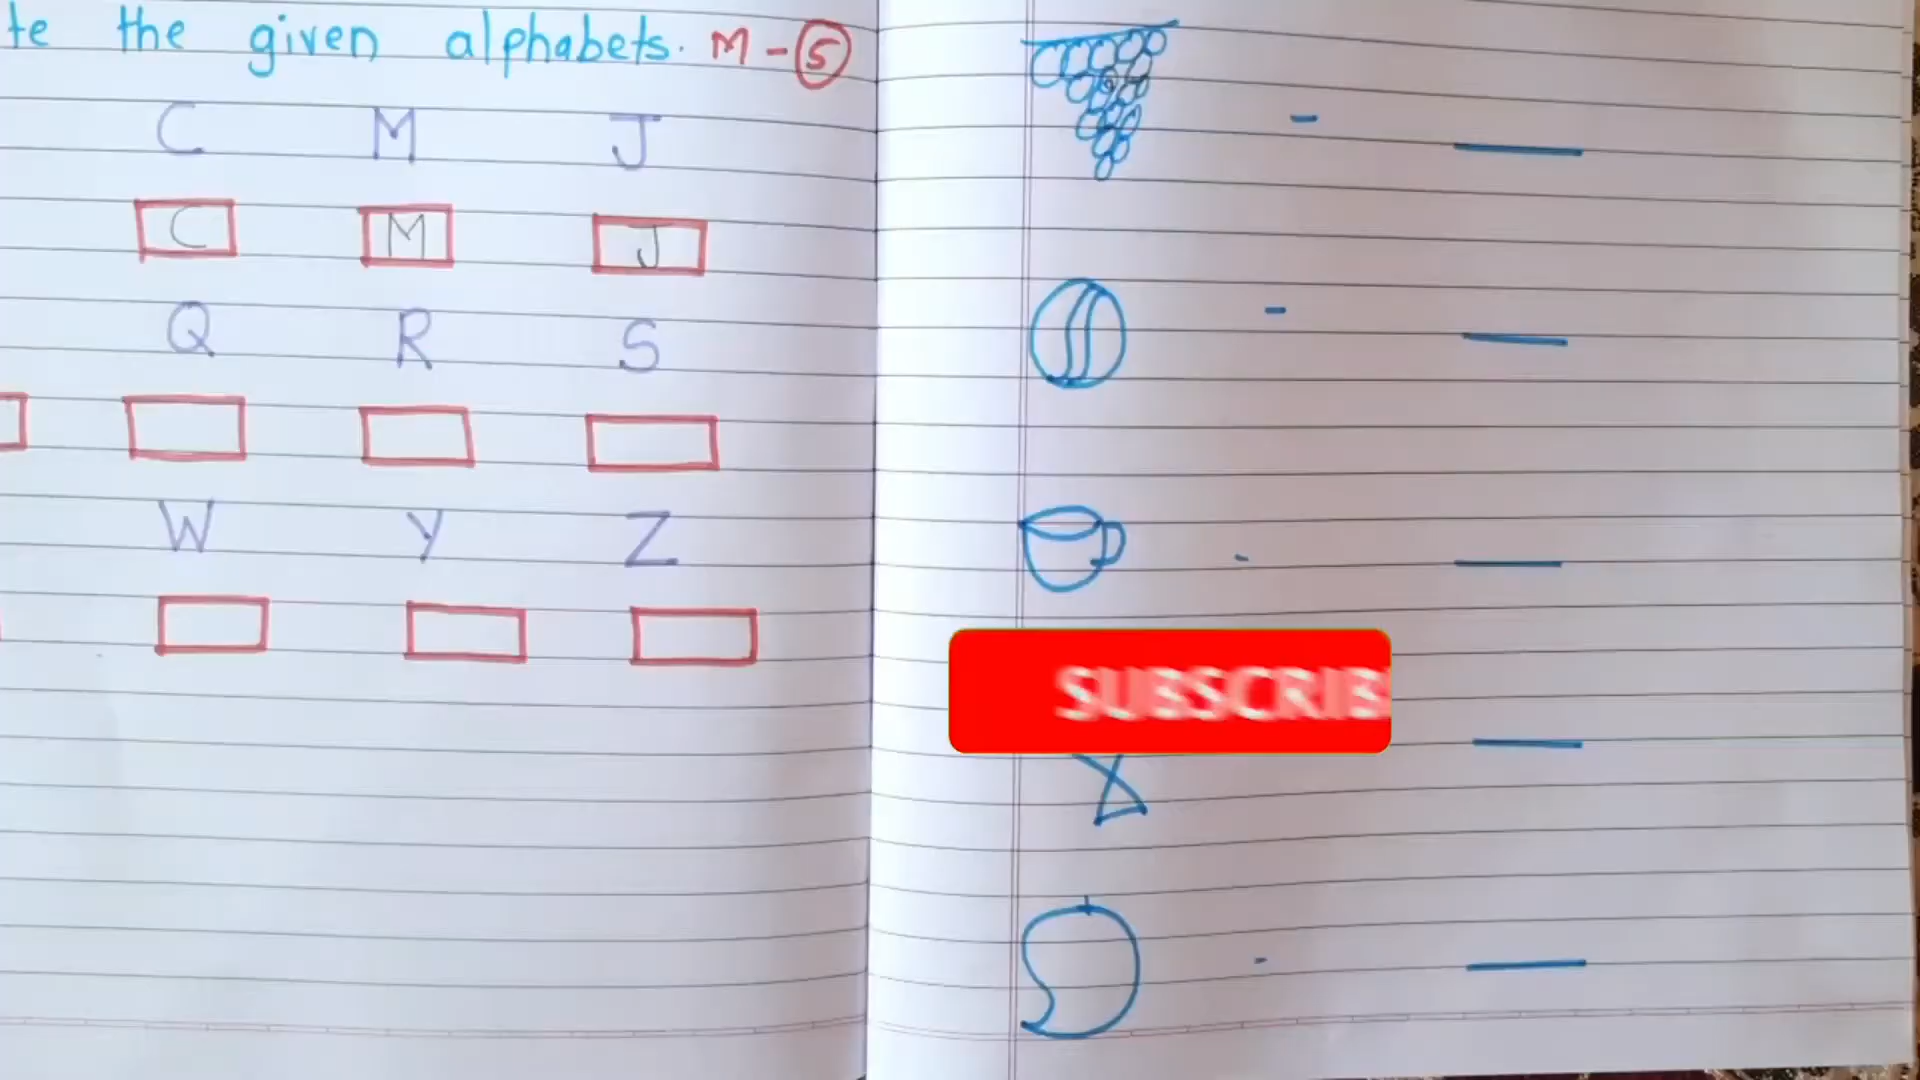 te the given alphabets. M - 5
C M J
C M J
Q R S
W Y Z
SUBSCRIB